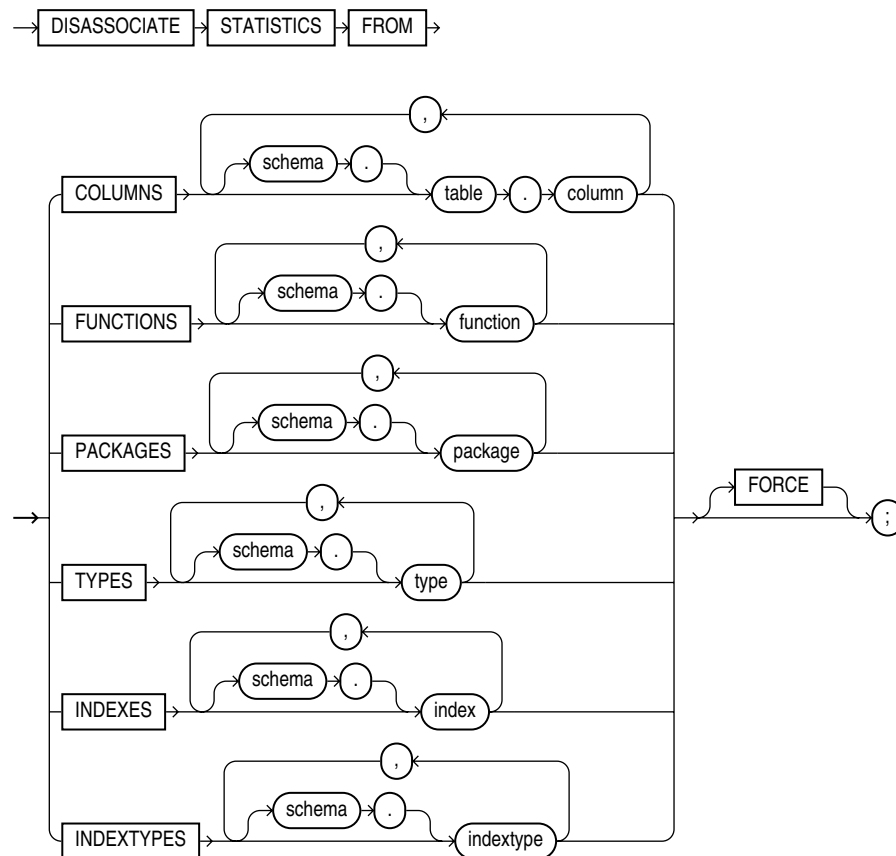 DISASSOCIATE STATISTICS FROM
,
schema .
COLUMNS table . column
,
schema .
FUNCTIONS function
,
schema .
PACKAGES package
FORCE
;
,
schema .
TYPES type
,
schema .
INDEXES index
,
schema .
INDEXTYPES indextype